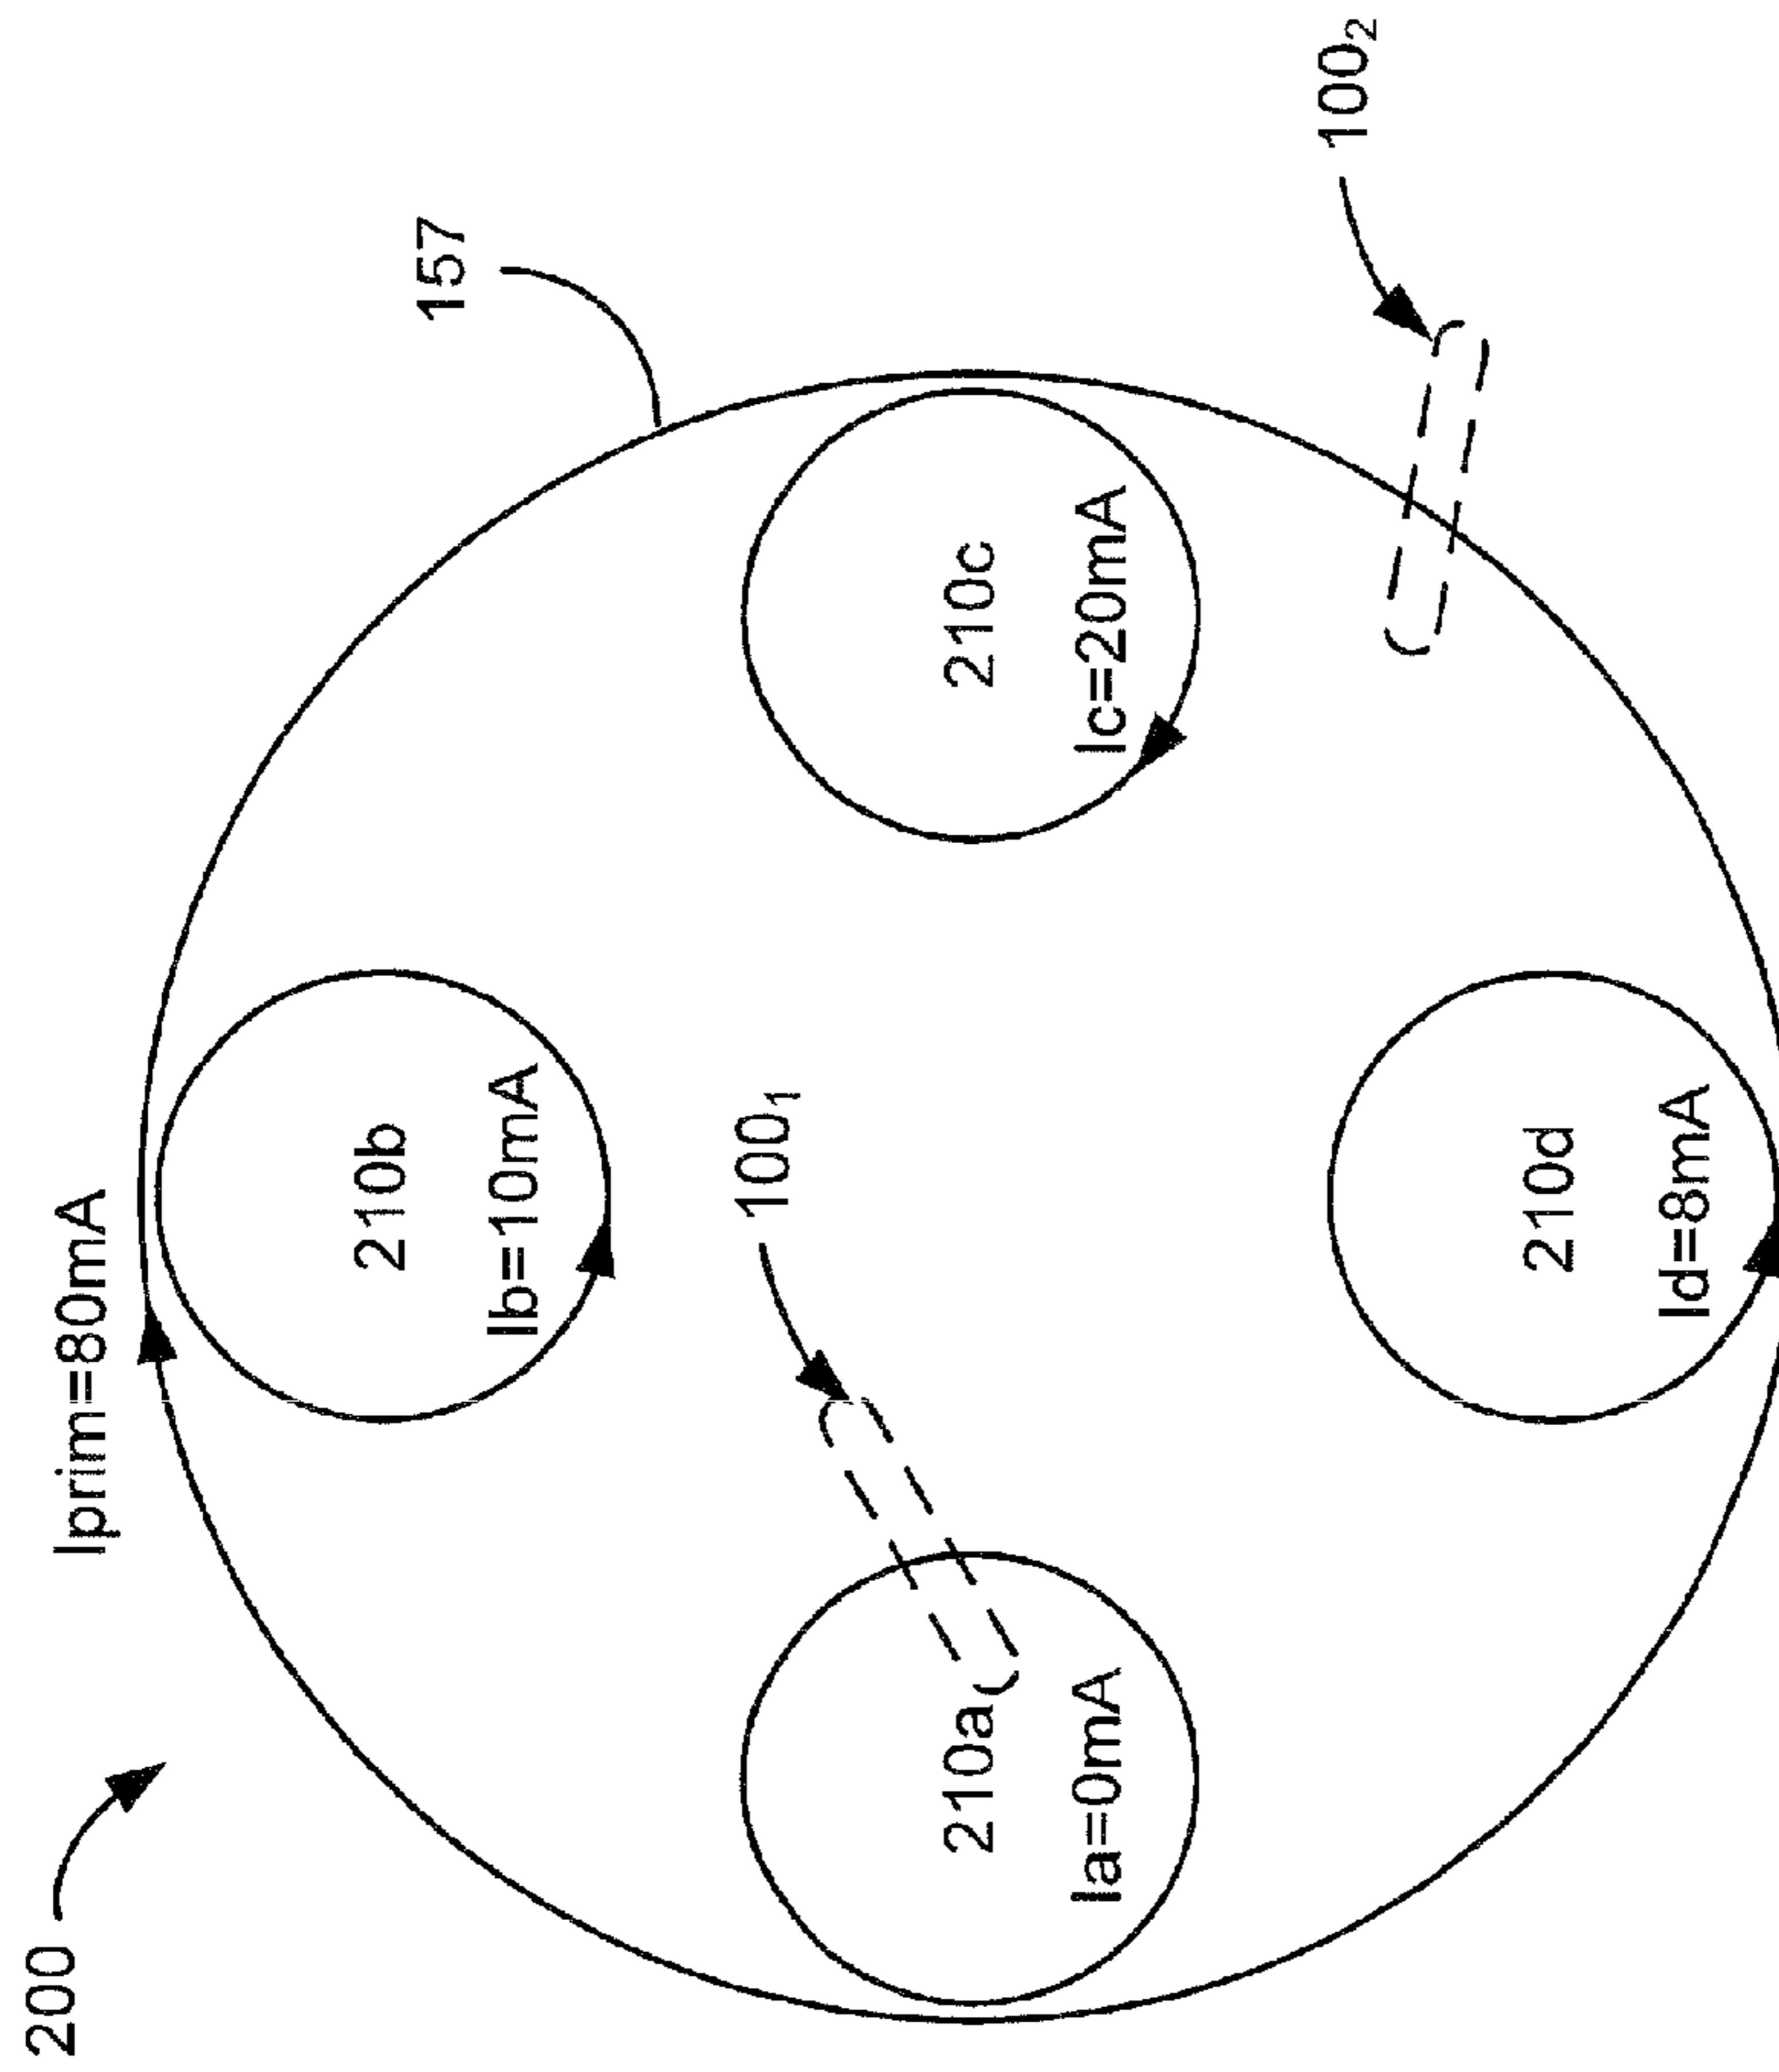 200
Iprim=80mA
210b
Ib=10mA
157
100₁
210a
Ia=0mA
210c
Ic=20mA
100₂
210d
Id=8mA